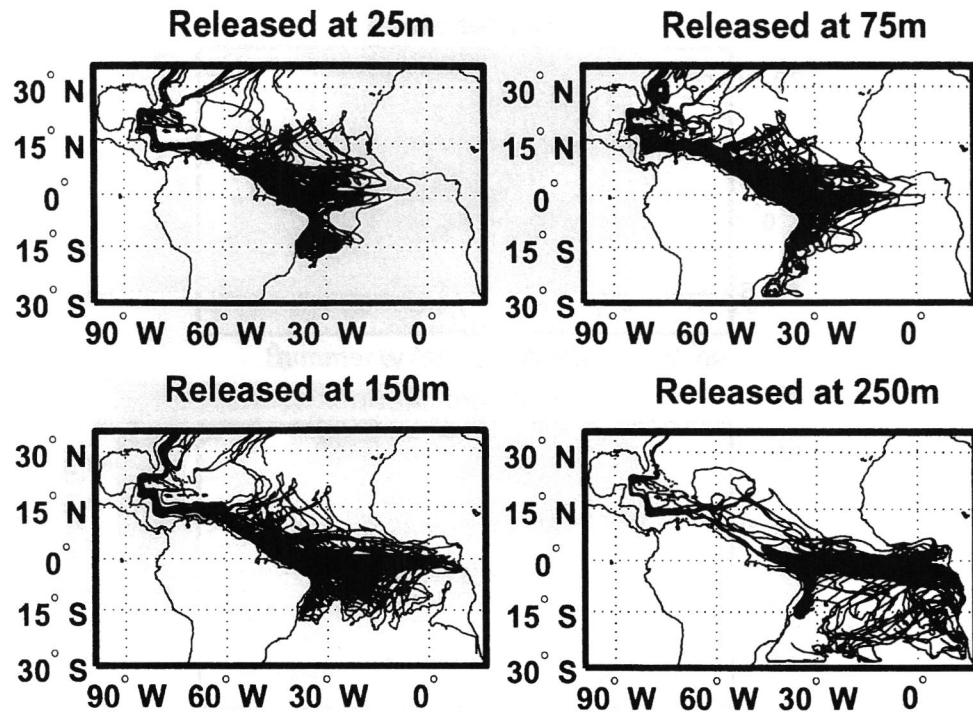 Released at 25m
30° N
15° N
0°
15° S
30° S
90° W 60° W 30° W 0°
Released at 75m
30° N
15° N
0°
15° S
30° S
90° W 60° W 30° W 0°
Released at 150m
30° N
15° N
0°
15° S
30° S
90° W 60° W 30° W 0°
Released at 250m
30° N
15° N
0°
15° S
30° S
90° W 60° W 30° W 0°